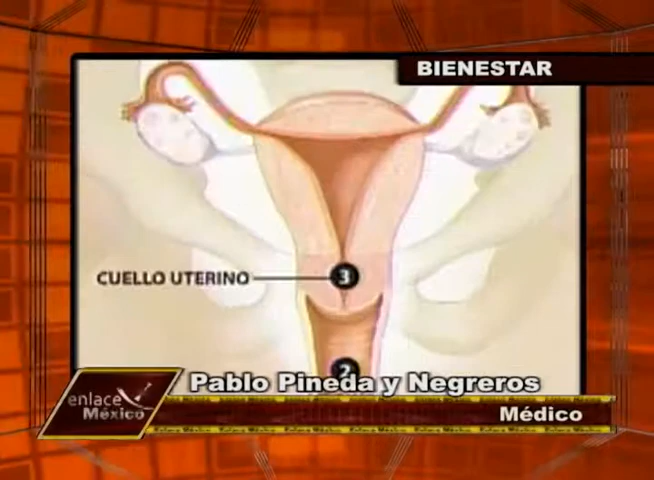 BIENESTAR
CUELLO UTERINO
3
2
Pablo Pineda y Negreros
enlace
México
Médico